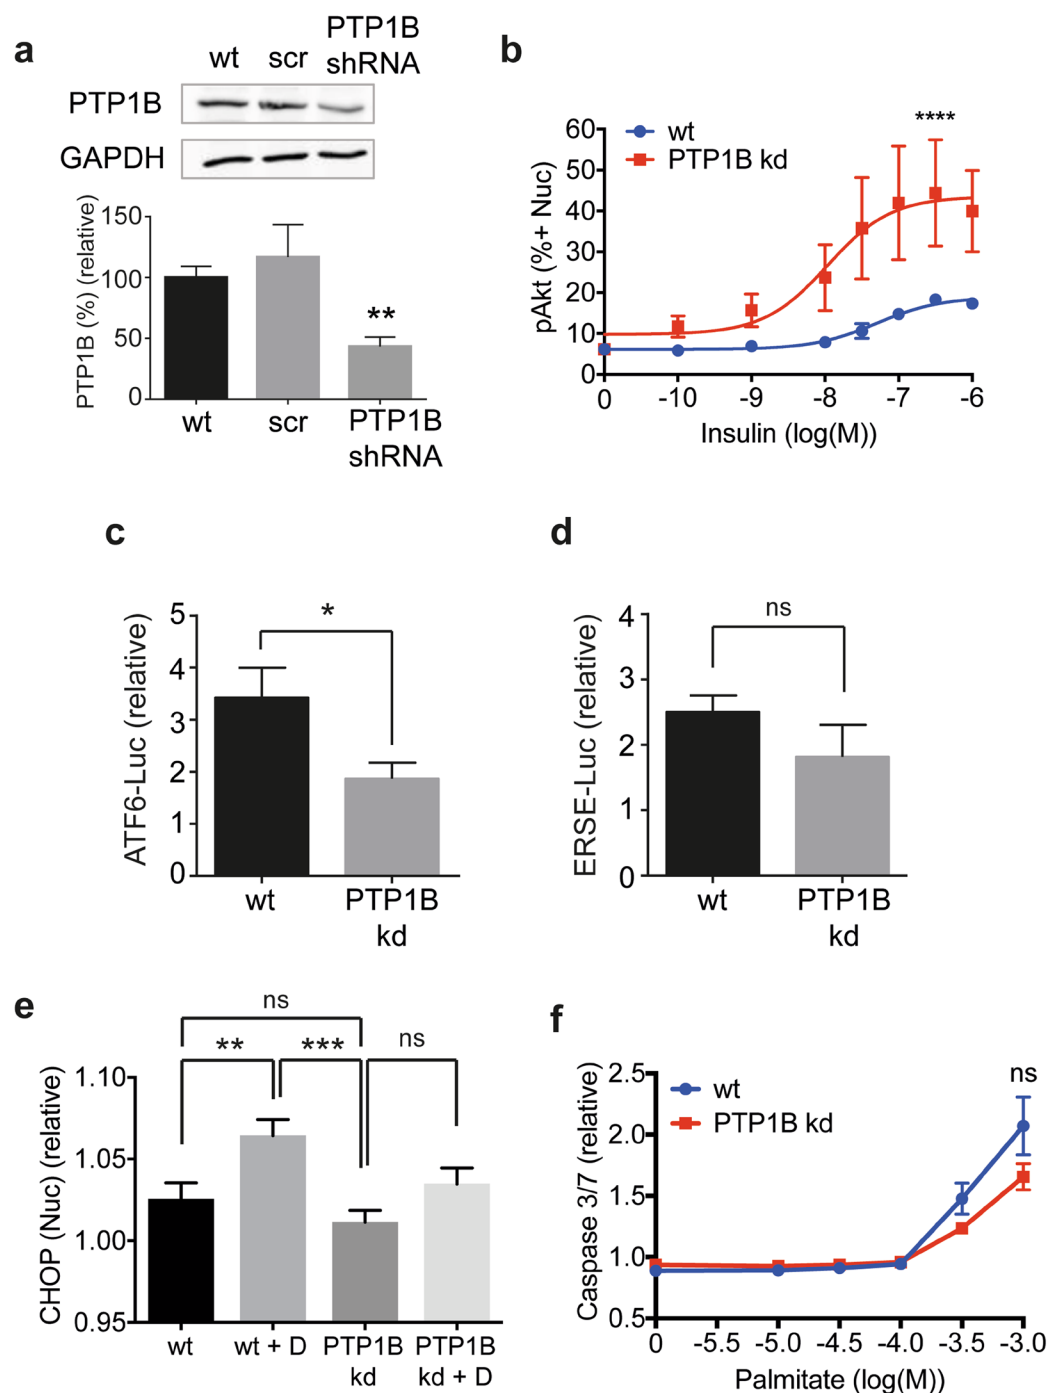 a
wt scr PTP1B
shRNA
PTP1B
GAPDH
PTP1B (%) (relative)
150
100
50
0
**
wt scr PTP1B
shRNA
b
wt
PTP1B kd
****
pAkt (%+ Nuc)
60
50
40
30
20
10
0
0 -10 -9 -8 -7 -6
Insulin (log(M))
c
ATF6-Luc (relative)
5
4
3
2
1
0
*
wt PTP1B
kd
d
ERSE-Luc (relative)
4
3
2
1
0
ns
wt PTP1B
kd
e
ns
** *** ns
CHOP (Nuc) (relative)
1.10
1.05
1.00
0.95
wt wt + D PTP1B PTP1B
kd kd + D
f
wt
PTP1B kd
ns
Caspase 3/7 (relative)
2.5
2.0
1.5
1.0
0.5
0 -5.5 -5.0 -4.5 -4.0 -3.5 -3.0
Palmitate (log(M))